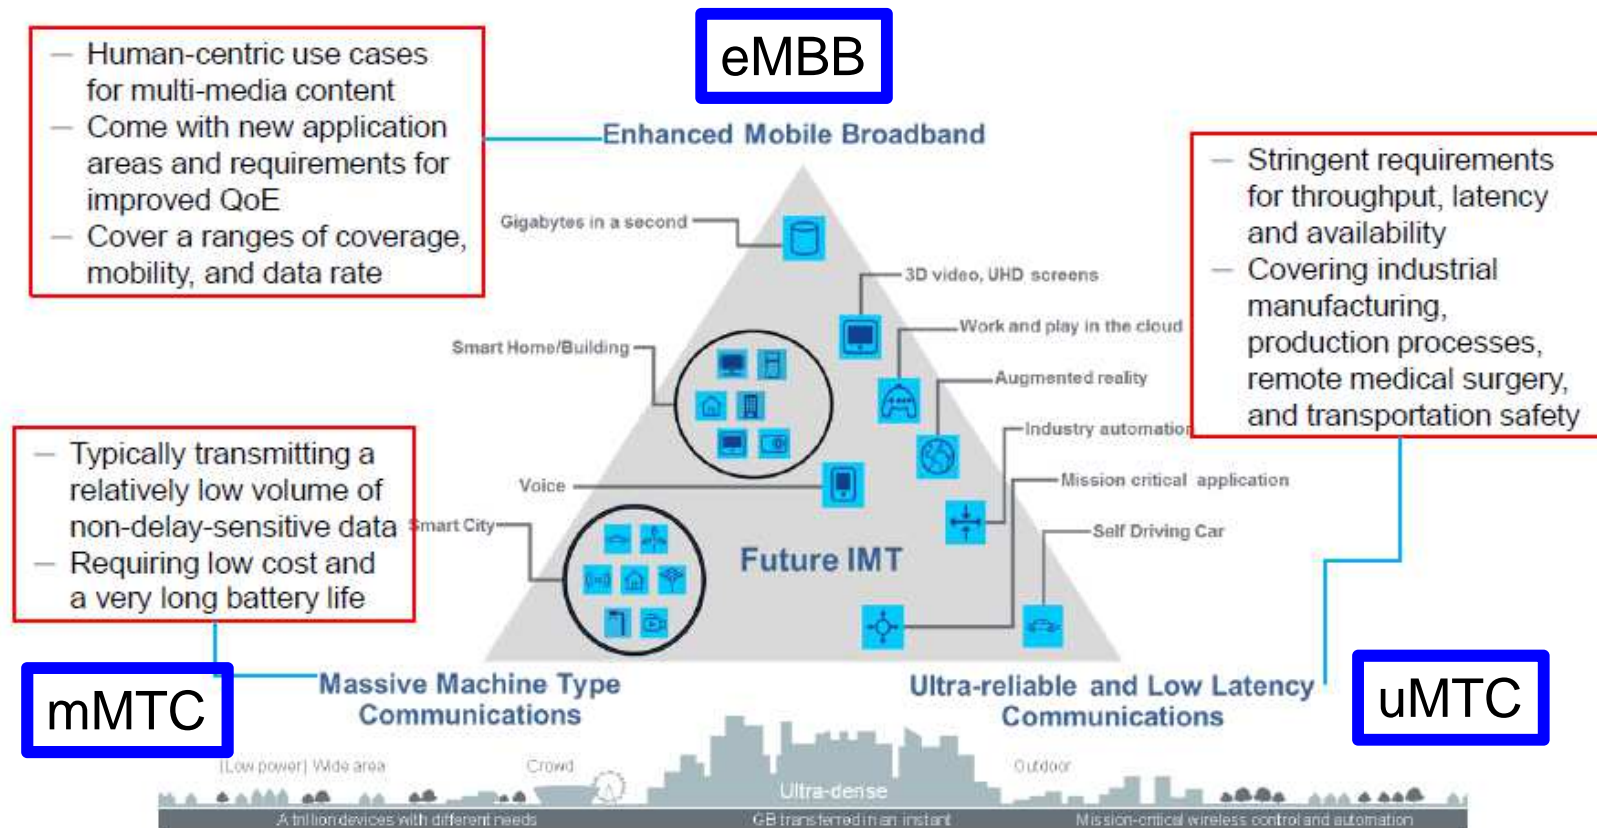 eMBB
— Human-centric use cases
for multi-media content
— Come with new application
areas and requirements for
improved QoE
— Cover a ranges of coverage,
mobility, and data rate
Enhanced Mobile Broadband
— Stringent requirements
for throughput, latency
and availability
— Covering industrial
manufacturing,
production processes,
remote medical surgery,
and transportation safety
Gigabytes in a second
3D video, UHD screens
Work and play in the cloud
Smart Home/Building
Augmented reality
Industry automation
— Typically transmitting a
relatively low volume of
non-delay-sensitive data
— Requiring low cost and
a very long battery life
Voice
Mission critical application
Smart City
Self Driving Car
Future IMT
mMTC
Massive Machine Type
Communications
Ultra-reliable and Low Latency
Communications
uMTC
(Low power) Wide area
Crowd
Outdoor
Ultra-dense
A trillion devices with different needs
GB transferred in an instant
Mission-critical wireless control and automation